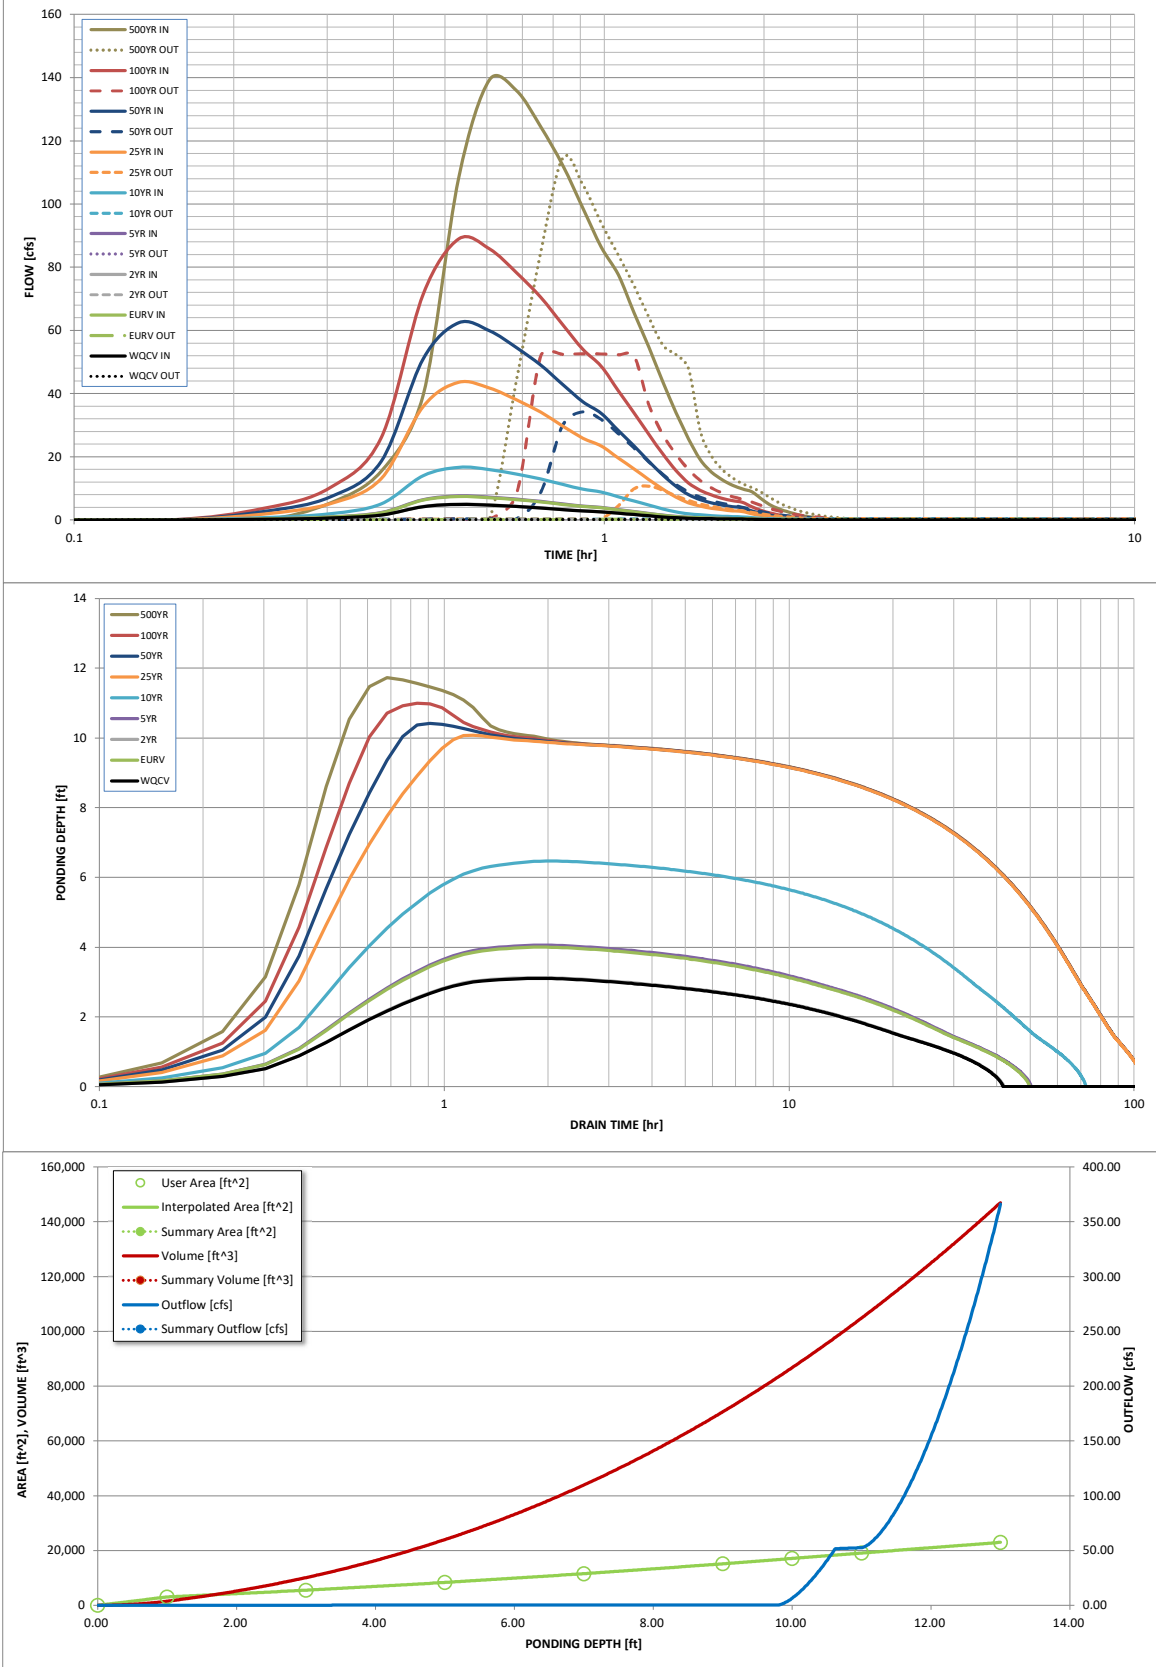 160
140
120
100
80
60
40
20
0
FLOW [cfs]
500YR IN
500YR OUT
100YR IN
100YR OUT
50YR IN
50YR OUT
25YR IN
25YR OUT
10YR IN
10YR OUT
5YR IN
5YR OUT
2YR IN
2YR OUT
EURV IN
EURV OUT
WQCV IN
WQCV OUT
0.1 1 10
TIME [hr]
14
12
10
8
6
4
2
0
PONDING DEPTH [ft]
500YR
100YR
50YR
25YR
10YR
5YR
2YR
EURV
WQCV
0.1 1 10 100
DRAIN TIME [hr]
160,000
140,000
120,000
100,000
80,000
60,000
40,000
20,000
0
AREA [ft^2], VOLUME [ft^3]
User Area [ft^2]
Interpolated Area [ft^2]
Summary Area [ft^2]
Volume [ft^3]
Summary Volume [ft^3]
Outflow [cfs]
Summary Outflow [cfs]
400.00
350.00
300.00
250.00
200.00
150.00
100.00
50.00
0.00
OUTFLOW [cfs]
0.00 2.00 4.00 6.00 8.00 10.00 12.00 14.00
PONDING DEPTH [ft]